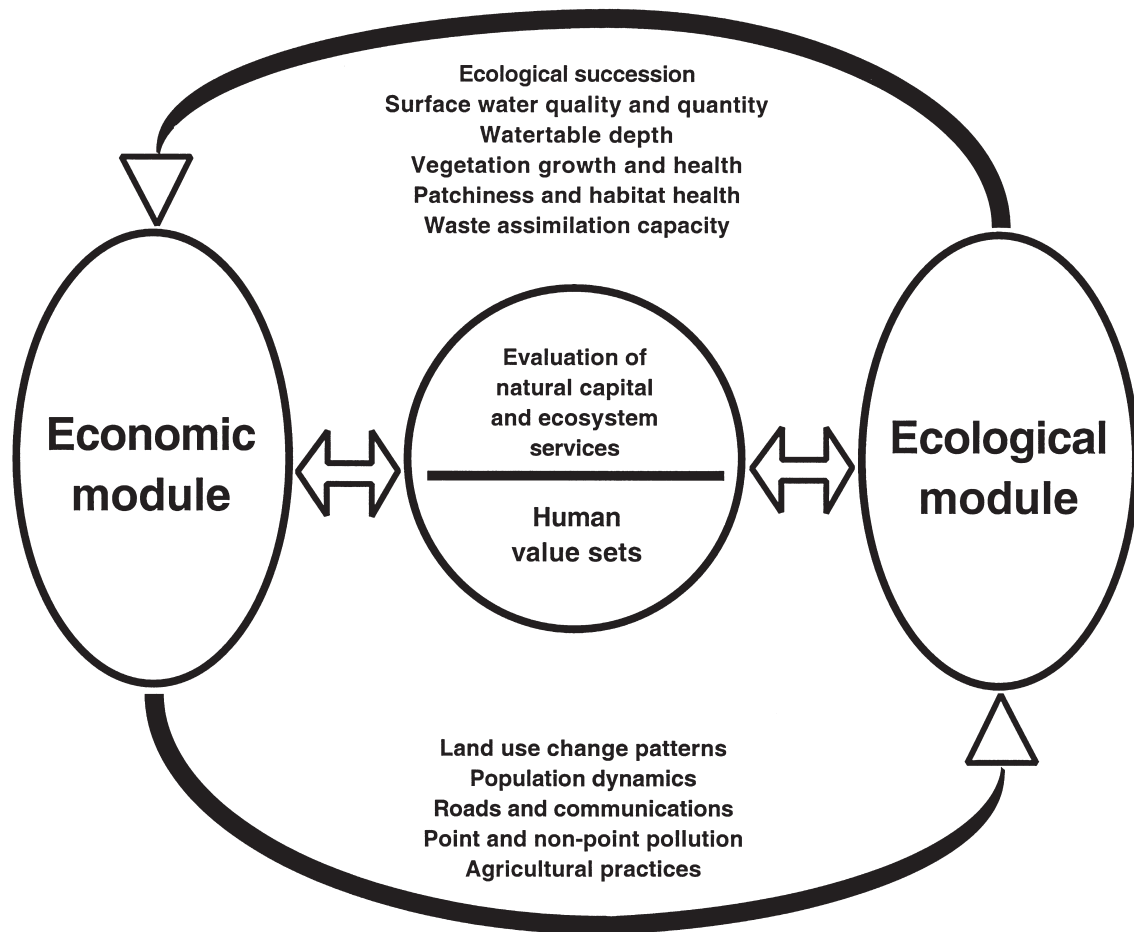 Ecological succession
Surface water quality and quantity
Watertable depth
Vegetation growth and health
Patchiness and habitat health
Waste assimilation capacity
Economic
module
Evaluation of
natural capital
and ecosystem
services
Human
value sets
Ecological
module
Land use change patterns
Population dynamics
Roads and communications
Point and non-point pollution
Agricultural practices